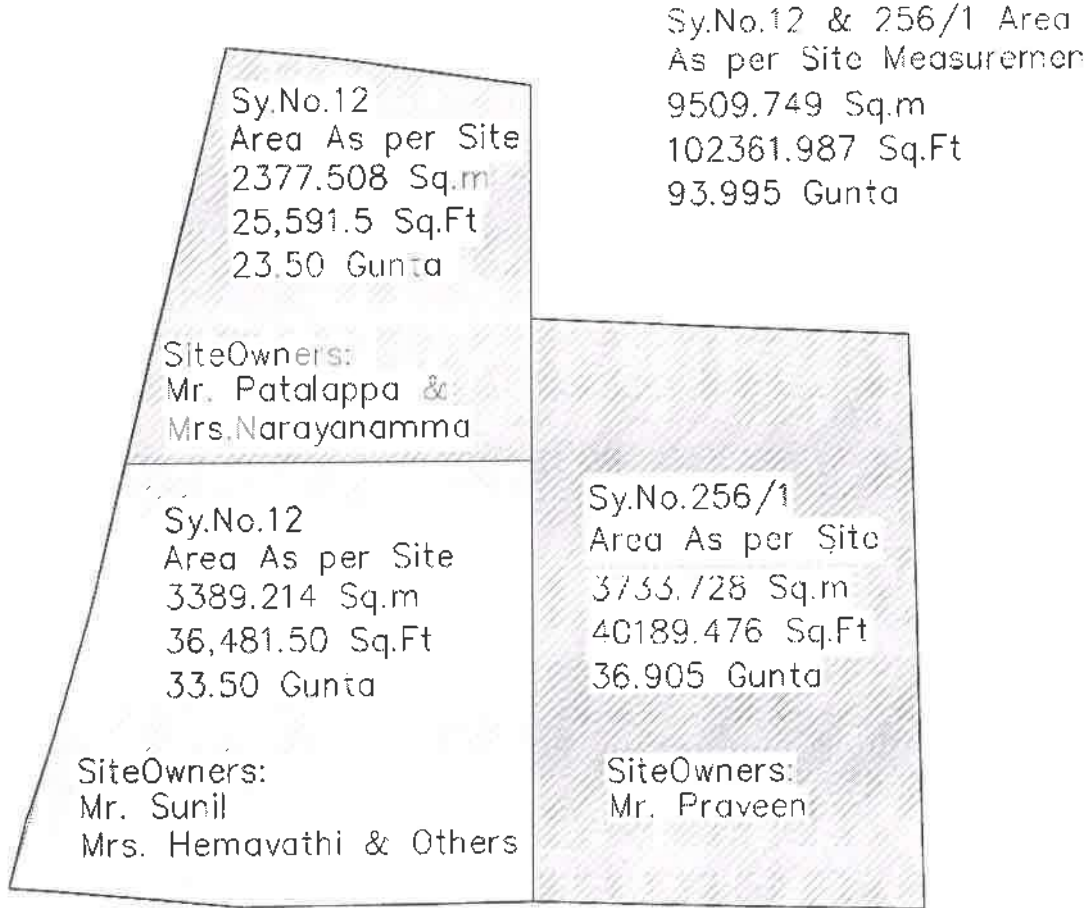 Sy.No.12 & 256/1 Area
As per Site Measuremen
9509.749 Sq.m
102361.987 Sq.Ft
93.995 Gunta
Sy.No.12
Area As per Site
2377.508 Sq.m
25,591.5 Sq.Ft
23.50 Gunta
SiteOwners:
Mr. Patalappa &
Mrs.Narayanamma
Sy.No.12
Area As per Site
3389.214 Sq.m
36,481.50 Sq.Ft
33.50 Gunta
SiteOwners:
Mr. Sunil
Mrs. Hemavathi & Others
Sy.No.256/1
Area As per Site
3733.728 Sq.m
40189.476 Sq.Ft
36.905 Gunta
SiteOwners:
Mr. Praveen